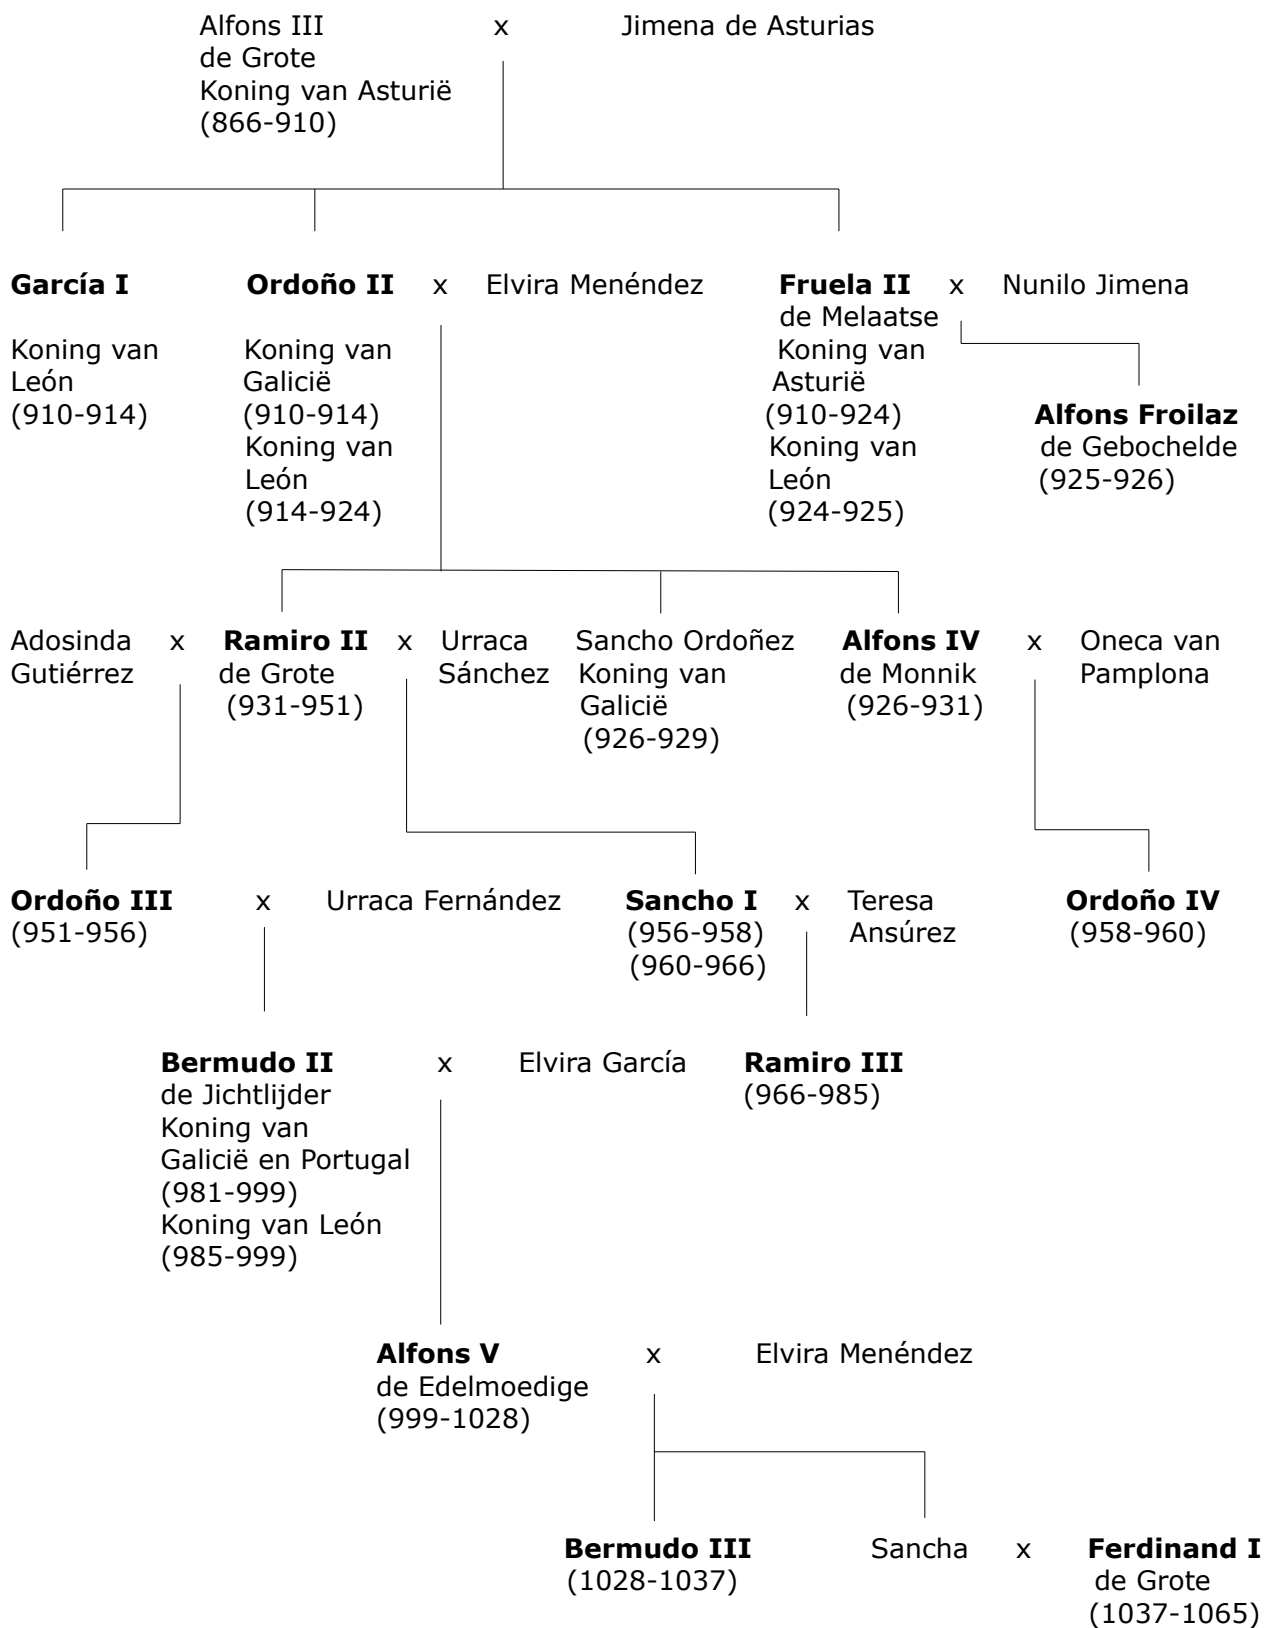 Alfons III x Jimena de Asturias
de Grote
Koning van Asturië
(866-910)
García I Ordoño II x Elvira Menéndez Fruela II x Nunilo Jimena
de Melaatse
Koning van Koning van Koning van
León Galicië Asturië
(910-914) (910-914) (910-924) Alfons Froilaz
Koning van Koning van de Gebochelde
León León (925-926)
(914-924) (924-925)
Adosinda x Ramiro II x Urraca Sancho Ordoñez Alfons IV x Oneca van
Gutiérrez de Grote Sánchez Koning van de Monnik Pamplona
(931-951) Galicië (926-931)
(926-929)
Ordoño III x Urraca Fernández Sancho I x Teresa Ordoño IV
(951-956) (956-958) Ansúrez (958-960)
(960-966)
Bermudo II x Elvira García Ramiro III
de Jichtlijder (966-985)
Koning van
Galicië en Portugal
(981-999)
Koning van León
(985-999)
Alfons V x Elvira Menéndez
de Edelmoedige
(999-1028)
Bermudo III Sancha x Ferdinand I
(1028-1037) de Grote
(1037-1065)